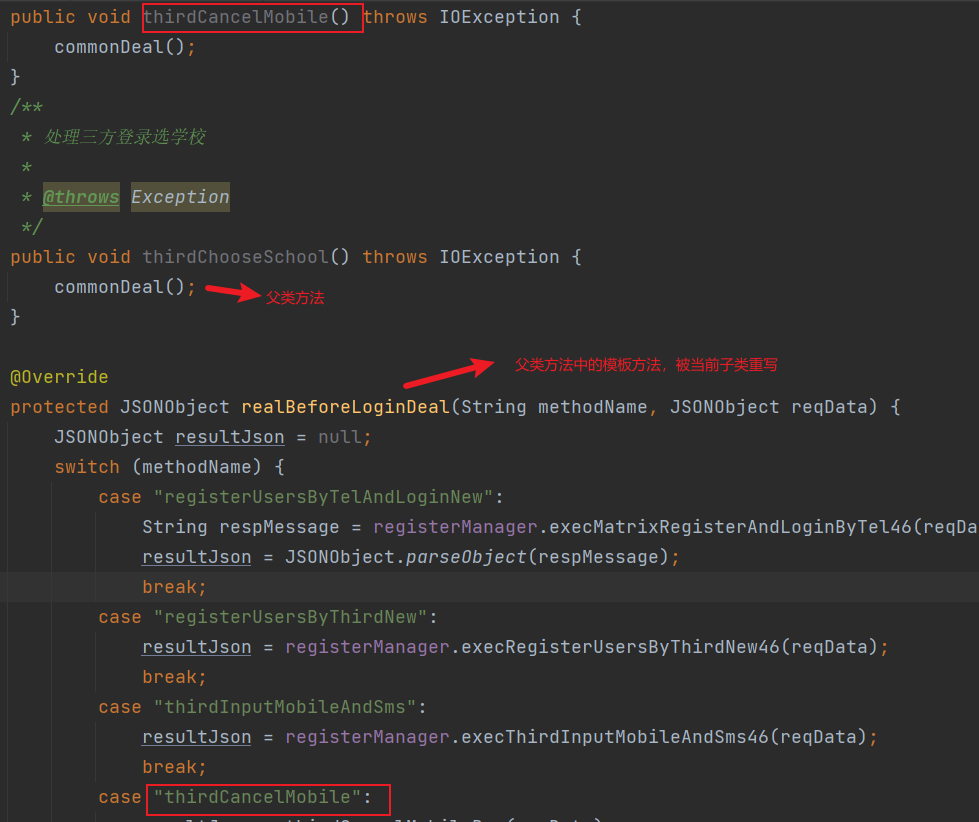 public void thirdCancelMobile() throws IOException {
commonDeal();
}
/**
* 处理三方登录选学校
*
* @throws Exception
*/
public void thirdChooseSchool() throws IOException {
commonDeal(); 父类方法
}
父类方法中的模板方法，被当前子类重写
@Override
protected JSONObject realBeforeLoginDeal(String methodName, JSONObject reqData) {
JSONObject resultJson = null;
switch (methodName) {
case "registerUsersByTelAndLoginNew":
String respMessage = registerManager.execMatrixRegisterAndLoginByTel46(reqDa
resultJson = JSONObject.parseObject(respMessage);
break;
case "registerUsersByThirdNew":
resultJson = registerManager.execRegisterUsersByThirdNew46(reqData);
break;
case "thirdInputMobileAndSms":
resultJson = registerManager.execThirdInputMobileAndSms46(reqData);
break;
case "thirdCancelMobile":